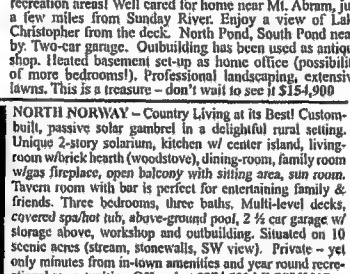 recreation areas! Well cared for home near Mt. Abram, ju
a few miles from Sunday River. Enjoy a view of Lak
Christopher from the deck. North Pond, South Pond nea
by. Two-car garage. Outbuilding has been used as antiqu
shop. Heated basement set-up as home office (possibilit
of more bedrooms!). Professional landscaping, extensiv
lawns. This is a treasure – don't wait to see it $154,900
NORTH NORWAY – Country Living at its Best! Custom-
built, passive solar gambrel in a delightful rural setting.
Unique 2-story solarium, kitchen w/ center island, living-
room w/brick hearth (woodstove), dining-room, family room
w/gas fireplace, open balcony with sitting area, sun room.
Tavern room with bar is perfect for entertaining family &
friends. Three bedrooms, three baths. Multi-level decks,
covered spa/hot tub, above-ground pool, 2 ½ car garage w/
storage above, workshop and outbuilding. Situated on 10
scenic acres (stream, stonewalls, SW view). Private – yet
only minutes from in-town amenities and year round recre-